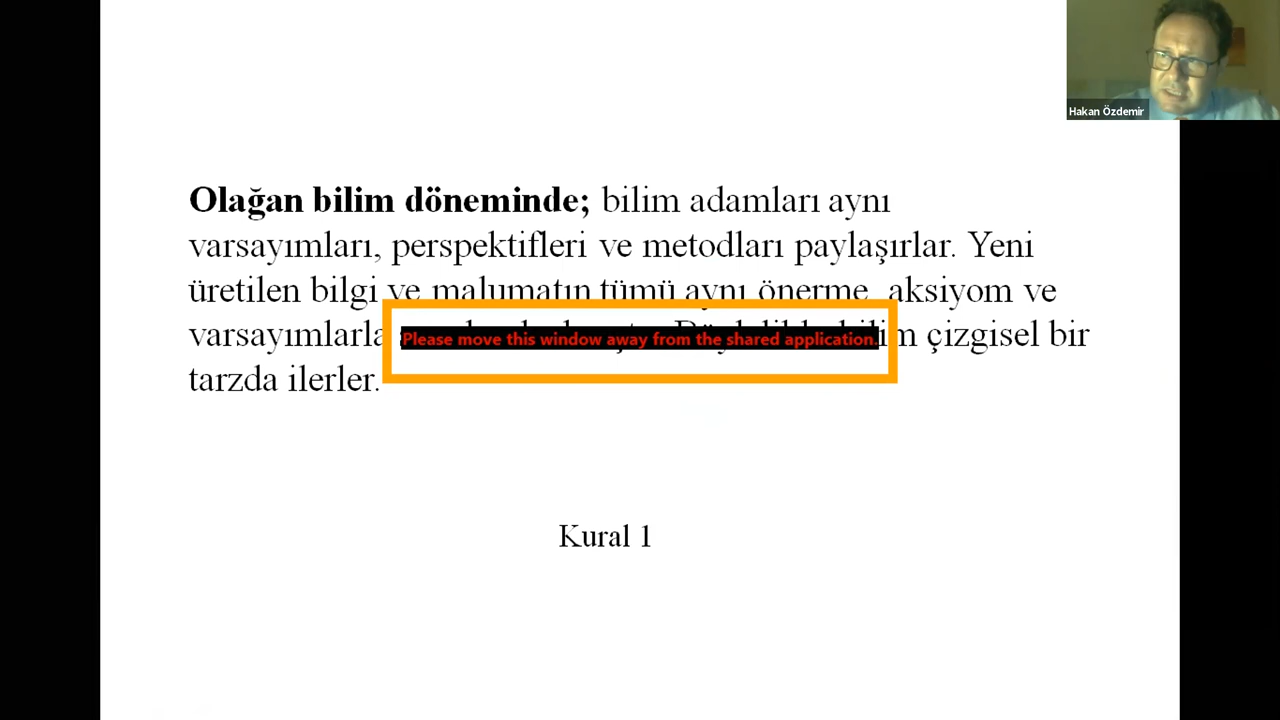 Hakan Özdemir
Olağan bilim döneminde; bilim adamları aynı
varsayımları, perspektifleri ve metodları paylaşırlar. Yeni
üretilen bilgi ve malumatın tümü aynı önerme, aksiyom ve
varsayımlarla bilim çizgisel bir
Please move this window away from the shared application.
tarzda ilerler.
Kural 1